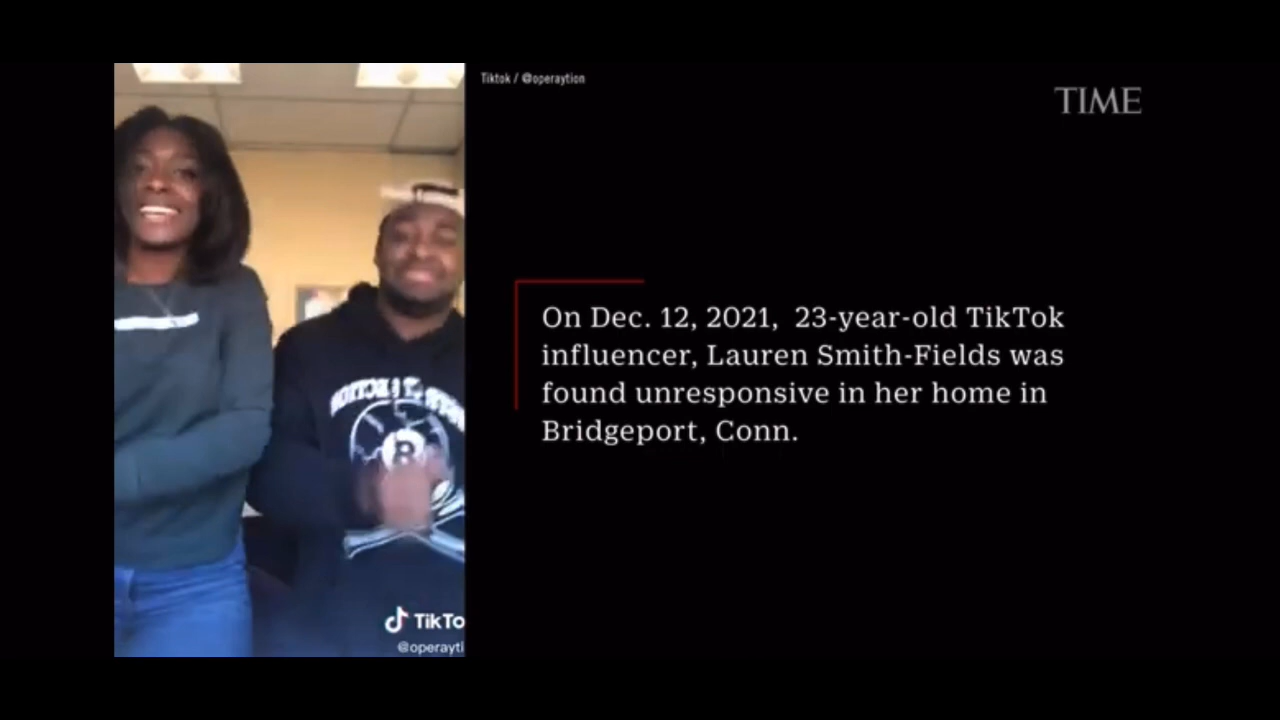 Tiktok / @operaytion
TIME
On Dec. 12, 2021, 23-year-old TikTok
influencer, Lauren Smith-Fields was
found unresponsive in her home in
Bridgeport, Conn.
B
TikTo
@operayti